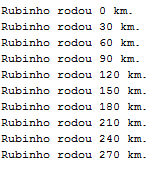 Rubinho rodou 0 km.
Rubinho rodou 30 km.
Rubinho rodou 60 km.
Rubinho rodou 90 km.
Rubinho rodou 120 km.
Rubinho rodou 150 km.
Rubinho rodou 180 km.
Rubinho rodou 210 km.
Rubinho rodou 240 km.
Rubinho rodou 270 km.